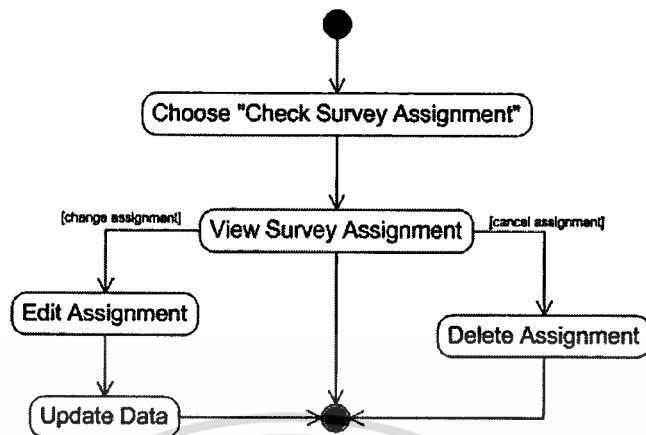 Choose "Check Survey Assignment"
[change assignment]
View Survey Assignment
[cancel assignment]
Edit Assignment
Delete Assignment
Update Data